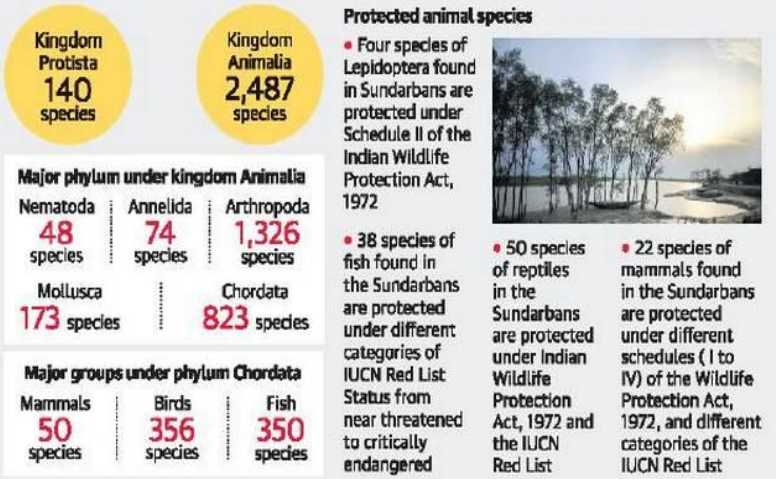 Kingdom
Protista
140
species
Kingdom
Animalia
2,487
species
Major phylum under kingdom Animalia
Nematoda
48
species
Annelida
74
species
Arthropoda
1,326
species
Mollusca
173 species
Chordata
823 species
Major groups under phylum Chordata
Mammals
50
species
Birds
356
species
Fish
350
species
Protected animal species
• Four species of
Lepidoptera found
in Sundarbans are
protected under
Schedule II of the
Indian Wildlife
Protection Act,
1972
• 38 species of
fish found in
the Sundarbans
are protected
under different
categories of
IUCN Red List
Status from
near threatened
to critically
endangered
• 50 species
of reptiles
in the
Sundarbans
are protected
under Indian
Wildlife
Protection
Act, 1972 and
the IUCN
Red List
• 22 species of
mammals found
in the Sundarbans
are protected
under different
schedules ( I to
IV) of the Wildlife
Protection Act,
1972, and different
categories of the
IUCN Red List